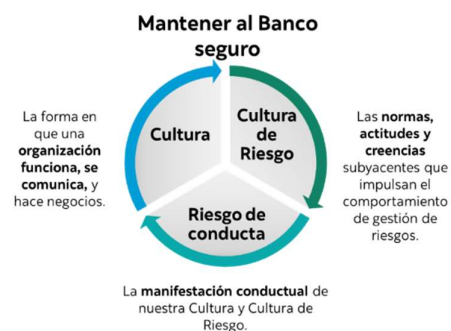 Mantener al Banco
seguro
La forma en
que una
organización
funciona, se
comunica, y
hace negocios.
Cultura
Cultura
de
Riesgo
Las normas,
actitudes y
creencias
subyacentes que
impulsan el
comportamiento
de gestión de
riesgos.
Riesgo de
conducta
La manifestación conductual de
nuestra Cultura y Cultura de
Riesgo.